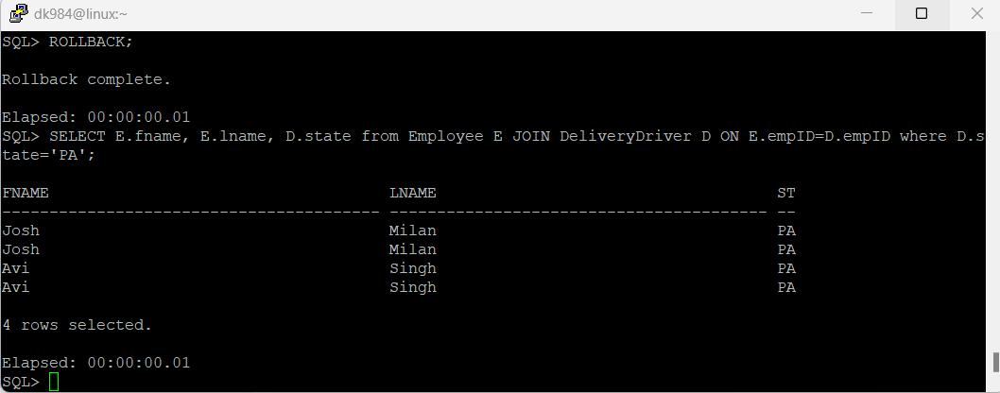 dk984@linux:~
SQL> ROLLBACK;
Rollback complete.
Elapsed: 00:00:00.01
SQL> SELECT E.fname, E.lname, D.state from Employee E JOIN DeliveryDriver D ON E.empID=D.empID where D.s
tate='PA';
FNAME                                    LNAME                                    ST
---------------------------------------- ---------------------------------------- --
Josh                                     Milan                                    PA
Josh                                     Milan                                    PA
Avi                                      Singh                                    PA
Avi                                      Singh                                    PA
4 rows selected.
Elapsed: 00:00:00.01
SQL>